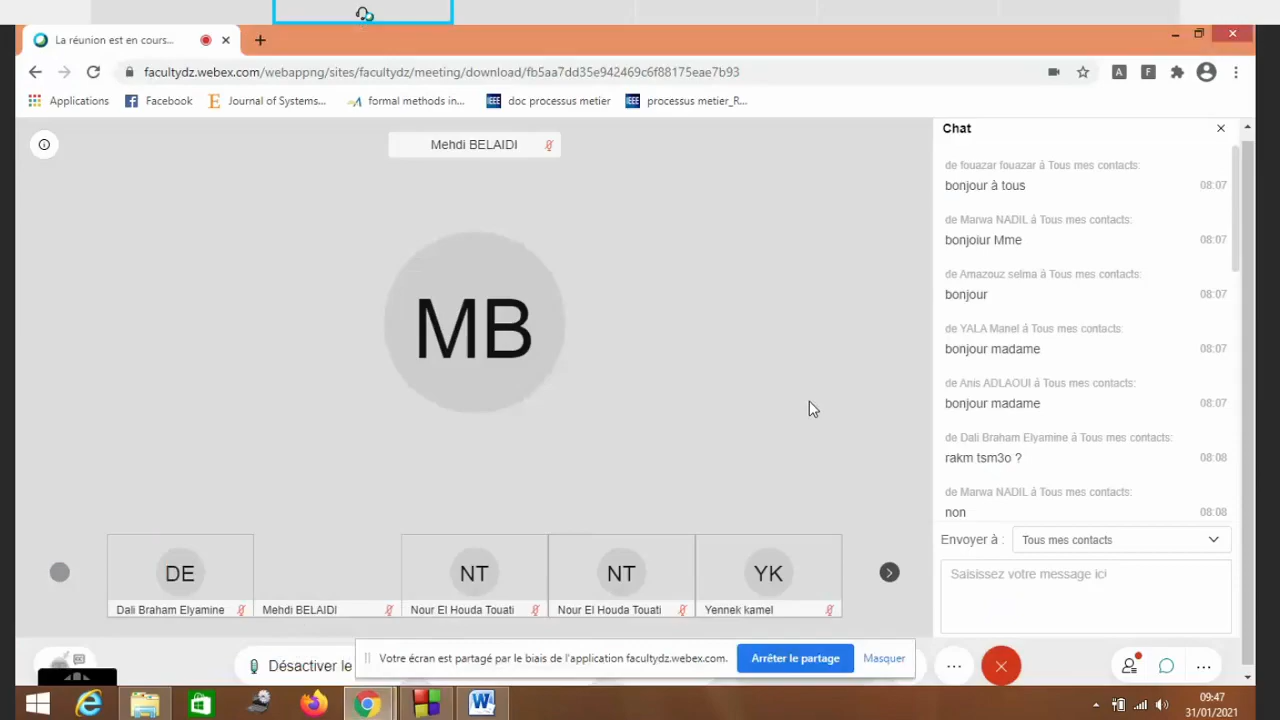 La réunion est en cours...
facultydz.webex.com/webappng/sites/facultydz/meeting/download/fb5aa7dd35e942469c6f88175eae7b93
A
F
Applications
Facebook
E
Journal of Systems...
formal methods in...
IEEE
doc processus metier
IEEE
processus metier_R...
Mehdi BELAIDI
MB
DE
Dali Braham Elyamine
Mehdi BELAIDI
NT
Nour El Houda Touati
NT
Nour El Houda Touati
YK
Yennek kamel
Chat
de fouazar fouazar à Tous mes contacts:
bonjour à tous
08:07
de Marwa NADIL à Tous mes contacts:
bonjoiur Mme
08:07
de Amazouz selma à Tous mes contacts:
bonjour
08:07
de YALA Manel à Tous mes contacts:
bonjour madame
08:07
de Anis ADLAOUI à Tous mes contacts:
bonjour madame
08:07
de Dali Braham Elyamine à Tous mes contacts:
rakm tsm3o ?
08:08
de Marwa NADIL à Tous mes contacts:
non
08:08
Envoyer à :
Tous mes contacts
Saisissez votre message ici
Désactiver le
Votre écran est partagé par le biais de l'application facultydz.webex.com.
Arrêter le partage
Masquer
09:47
31/01/2021